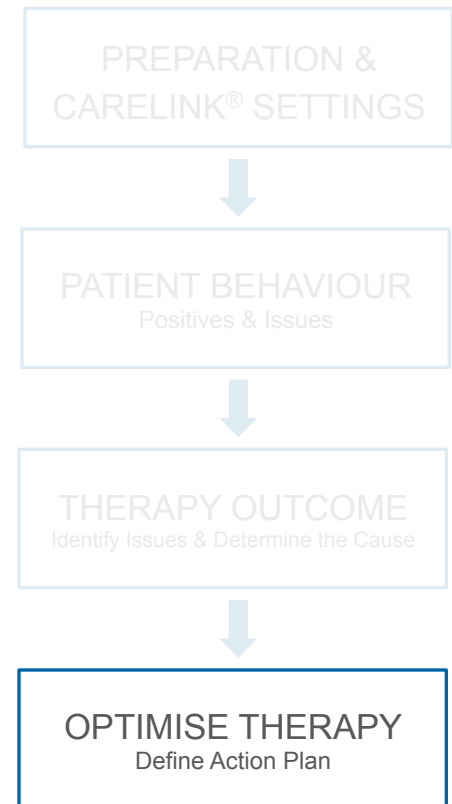 PREPARATION &
CARELINK® SETTINGS
PATIENT BEHAVIOUR
Positives & Issues
THERAPY OUTCOME
Identify Issues & Determine the Cause
OPTIMISE THERAPY
Define Action Plan